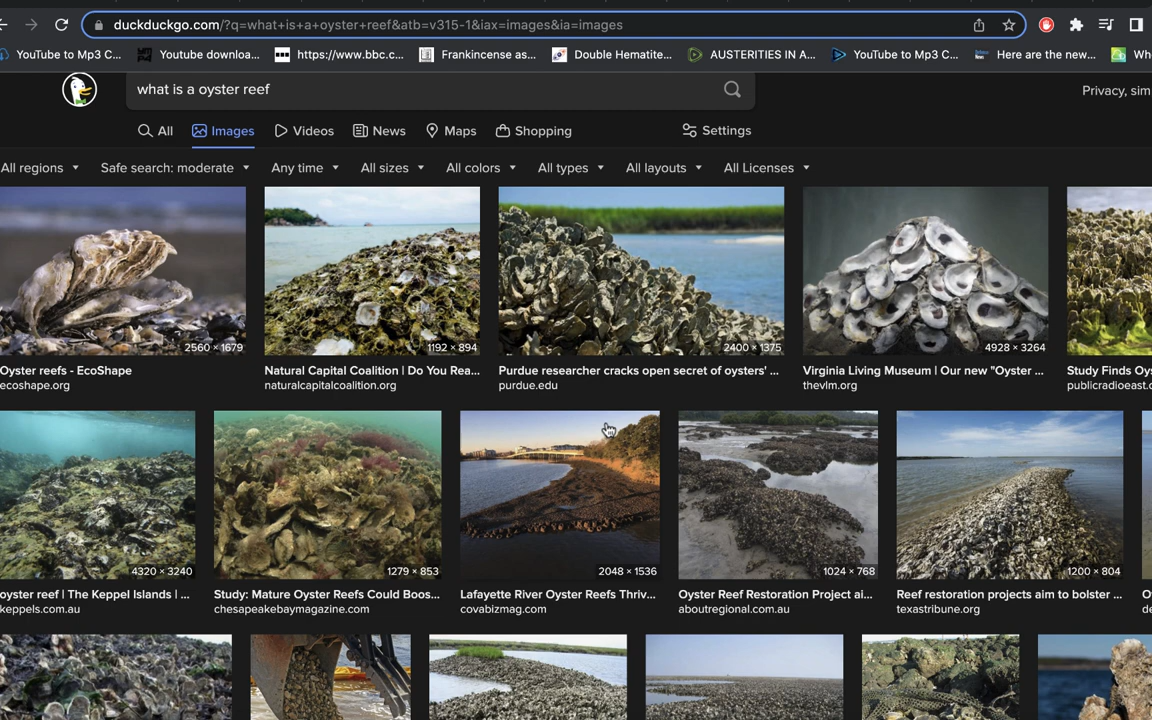 duckduckgo.com/?q=what+is+a+oyster+reef&atb=v315-1&iax=images&ia=images
YouTube to Mp3 C... Youtube downloa... https://www.bbc.c... Frankincense as... Double Hematite... AUSTERITIES IN A... YouTube to Mp3 C... Here are the new... Wh
what is a oyster reef
Privacy, sim
All Images Videos News Maps Shopping Settings
All regions Safe search: moderate Any time All sizes All colors All types All layouts All Licenses
2560 × 1679 1192 × 894 2400 × 1375 4928 × 3264
Oyster reefs - EcoShape Natural Capital Coalition | Do You Rea... Purdue researcher cracks open secret of oysters' ... Virginia Living Museum | Our new "Oyster ... Study Finds Oys
ecoshape.org naturalcapitalcoalition.org purdue.edu thevlm.org publicradioeast.c
4320 × 3240 1279 × 853 2048 × 1536 1024 × 768 1200 × 804
oyster reef | The Keppel Islands | ... Study: Mature Oyster Reefs Could Boos... Lafayette River Oyster Reefs Thriv... Oyster Reef Restoration Project ai... Reef restoration projects aim to bolster ...
keppels.com.au chesapeakebaymagazine.com covabizmag.com aboutregional.com.au texastribune.org